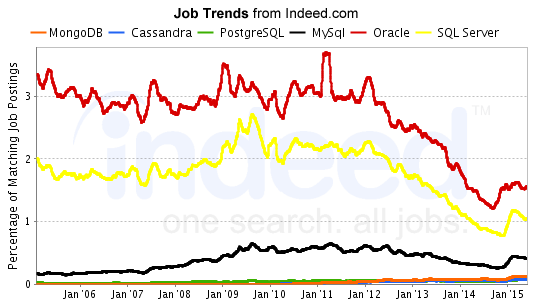 Job Trends from Indeed.com
MongoDB Cassandra PostgreSQL MySql Oracle SQL Server
Percentage of Matching Job Postings
3
2
1
0
indeed™
one search. all jobs.
Jan'06 Jan'07 Jan'08 Jan'09 Jan'10 Jan'11 Jan'12 Jan'13 Jan'14 Jan'15